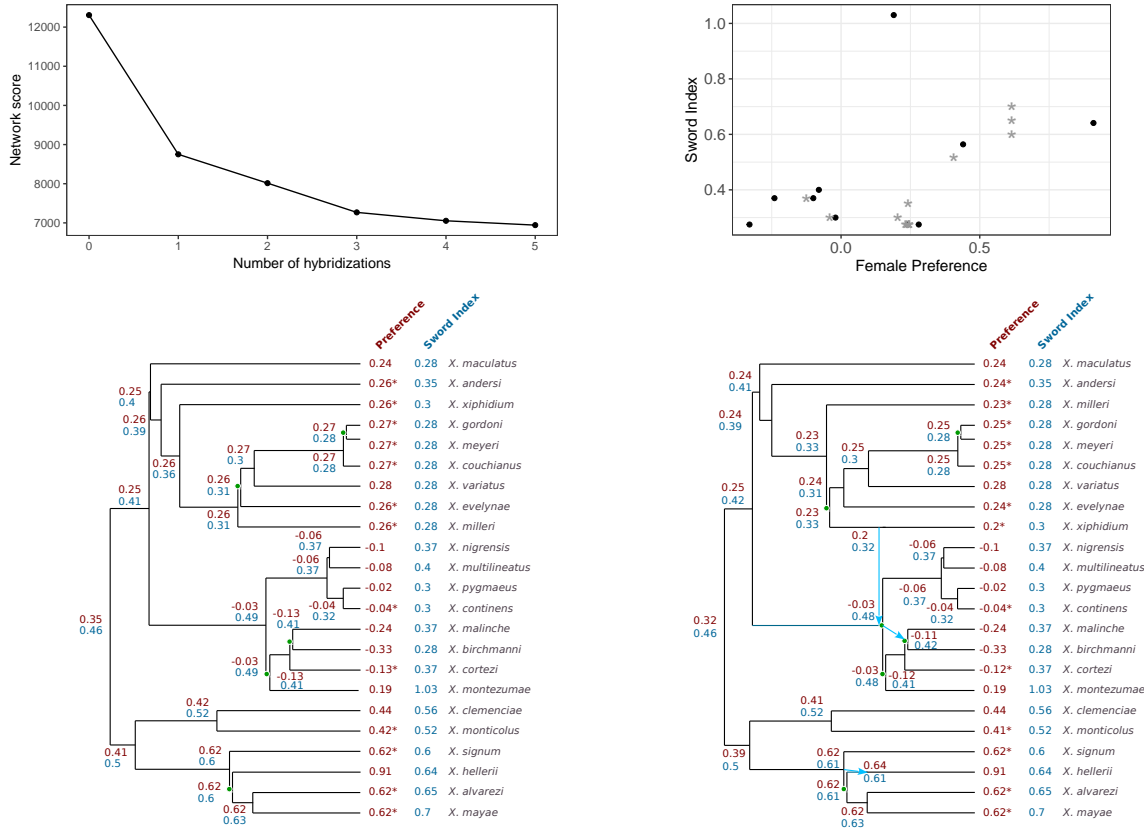 12000
11000
10000
9000
8000
7000
0 1 2 3 4 5
Number of hybridizations
Network score
1.0
0.8
0.6
0.4
0.0 0.5
Female Preference
Sword Index
Preference
Sword Index
0.24 0.28 X. maculatus
0.26* 0.35 X. andersi
0.26* 0.3 X. xiphidium
0.27* 0.28 X. gordoni
0.27* 0.28 X. meyeri
0.27* 0.28 X. couchianus
0.28 0.28 X. variatus
0.26* 0.28 X. evelynae
0.26* 0.28 X. milleri
-0.1 0.37 X. nigrensis
-0.08 0.4 X. multilineatus
-0.02 0.3 X. pygmaeus
-0.04* 0.3 X. continens
-0.24 0.37 X. malinche
-0.33 0.28 X. birchmanni
-0.13* 0.37 X. cortezi
0.19 1.03 X. montezumae
0.44 0.56 X. clemenciae
0.42* 0.52 X. monticolus
0.62* 0.6 X. signum
0.91 0.64 X. hellerii
0.62* 0.65 X. alvarezi
0.62* 0.7 X. mayae
0.25
0.4
0.26
0.39
0.26
0.36
0.27
0.28
0.27
0.3
0.27
0.28
0.26
0.31
0.26
0.31
0.25
0.41
-0.06
0.37
-0.06
0.37
-0.04
0.32
-0.03
0.49
-0.13
0.41
-0.03
0.49
-0.13
0.41
0.35
0.46
0.42
0.52
0.41
0.5
0.62
0.6
0.62
0.6
0.62
0.63
Preference
Sword Index
0.24 0.28 X. maculatus
0.24* 0.35 X. andersi
0.23* 0.28 X. milleri
0.25* 0.28 X. gordoni
0.25* 0.28 X. meyeri
0.25* 0.28 X. couchianus
0.28 0.28 X. variatus
0.24* 0.28 X. evelynae
0.2* 0.3 X. xiphidium
-0.1 0.37 X. nigrensis
-0.08 0.4 X. multilineatus
-0.02 0.3 X. pygmaeus
-0.04* 0.3 X. continens
-0.24 0.37 X. malinche
-0.33 0.28 X. birchmanni
-0.12* 0.37 X. cortezi
0.19 1.03 X. montezumae
0.44 0.56 X. clemenciae
0.41* 0.52 X. monticolus
0.62* 0.6 X. signum
0.91 0.64 X. hellerii
0.62* 0.65 X. alvarezi
0.62* 0.7 X. mayae
0.24
0.41
0.24
0.39
0.23
0.33
0.25
0.28
0.25
0.3
0.25
0.28
0.24
0.31
0.23
0.33
0.25
0.42
0.2
0.32
-0.06
0.37
-0.06
0.37
-0.04
0.32
-0.03
0.48
-0.11
0.42
-0.03
0.48
-0.12
0.41
0.32
0.46
0.41
0.52
0.39
0.5
0.62
0.61
0.64
0.61
0.62
0.61
0.62
0.63